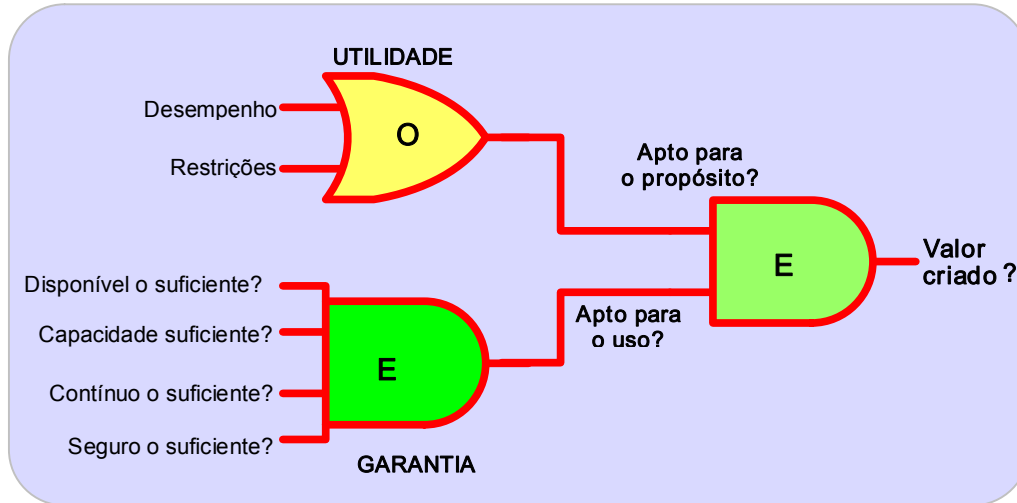 UTILIDADE
Desempenho
O
Restrições
Apto para
o propósito?
E
Valor
criado ?
Disponível o suficiente?
Capacidade suficiente?
Apto para
o uso?
E
Contínuo o suficiente?
Seguro o suficiente?
GARANTIA